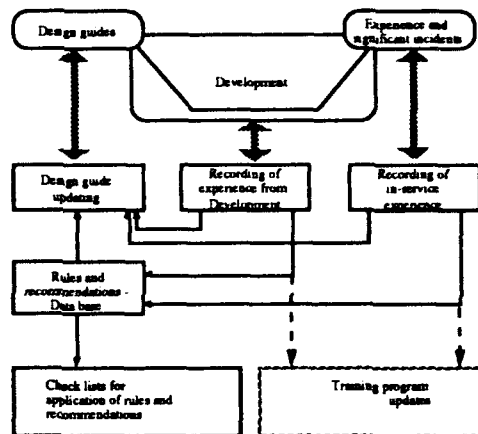 Design guides
Experience and
significant incidents
Development
Design guide
updating
Recording of
experience from
Development
Recording of
in-service
experience
Rules and
recommendations -
Data base
Check lists for
application of rules and
recommendations
Training program
updates